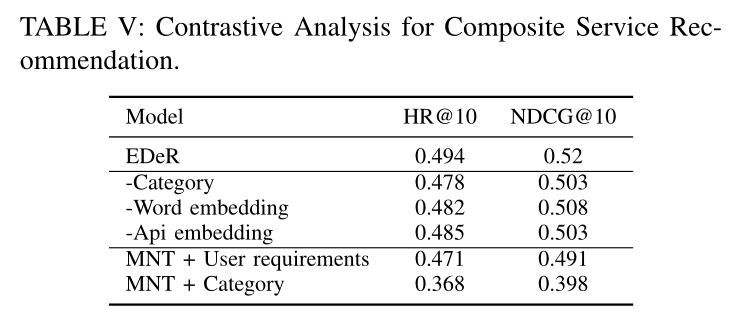 TABLE V: Contrastive Analysis for Composite Service Rec-
ommendation.
Model HR@10 NDCG@10
EDeR 0.494 0.52
-Category 0.478 0.503
-Word embedding 0.482 0.508
-Api embedding 0.485 0.503
MNT + User requirements 0.471 0.491
MNT + Category 0.368 0.398